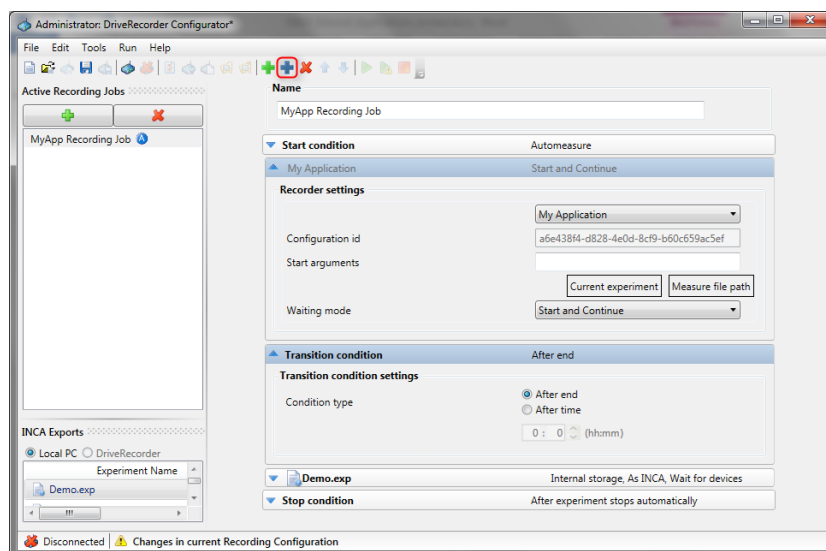 Administrator: DriveRecorder Configurator*
File Edit Tools Run Help
Active Recording Jobs
MyApp Recording Job A
INCA Exports
Local PC DriveRecorder
Experiment Name
Demo.exp
Name
MyApp Recording Job
Start condition Automeasure
My Application Start and Continue
Recorder settings
My Application
Configuration id a6e438f4-d828-4e0d-8cf9-b60c659ac5ef
Start arguments
Current experiment Measure file path
Waiting mode Start and Continue
Transition condition After end
Transition condition settings
Condition type After end
After time
0 : 0 (hh:mm)
Demo.exp Internal storage, As INCA, Wait for devices
Stop condition After experiment stops automatically
Disconnected Changes in current Recording Configuration